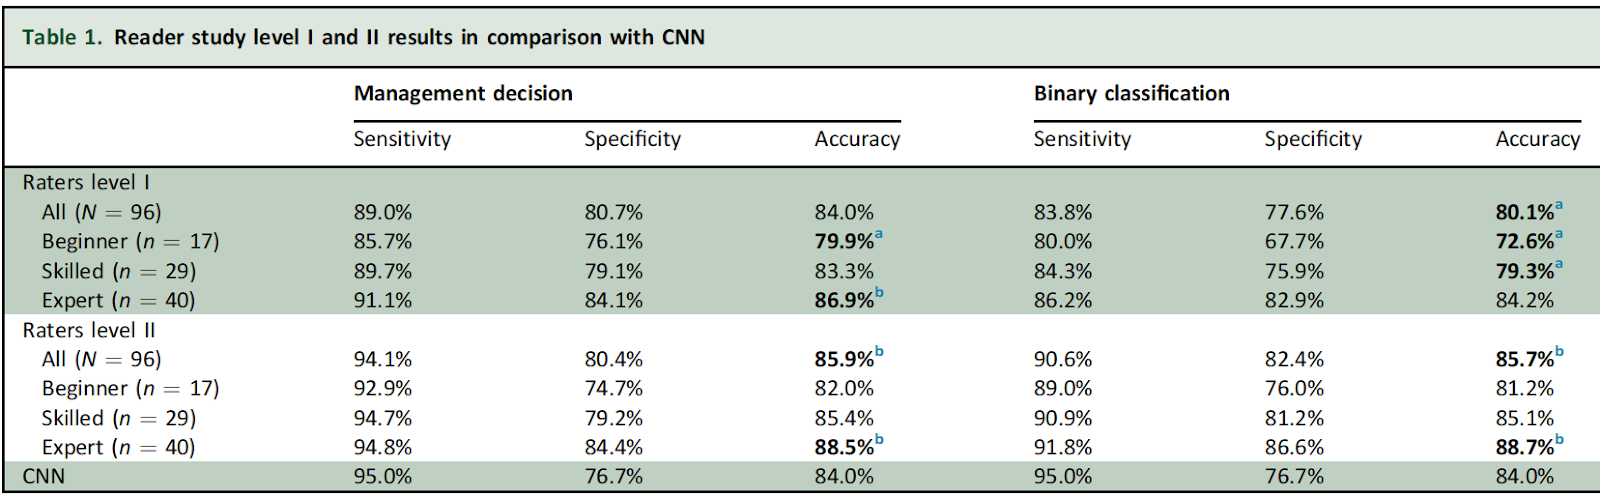 Table 1. Reader study level I and II results in comparison with CNN
Management decision Binary classification
Sensitivity Specificity Accuracy Sensitivity Specificity Accuracy
Raters level I
All (N = 96) 89.0% 80.7% 84.0% 83.8% 77.6% 80.1%a
Beginner (n = 17) 85.7% 76.1% 79.9%a 80.0% 67.7% 72.6%a
Skilled (n = 29) 89.7% 79.1% 83.3% 84.3% 75.9% 79.3%a
Expert (n = 40) 91.1% 84.1% 86.9%b 86.2% 82.9% 84.2%
Raters level II
All (N = 96) 94.1% 80.4% 85.9%b 90.6% 82.4% 85.7%b
Beginner (n = 17) 92.9% 74.7% 82.0% 89.0% 76.0% 81.2%
Skilled (n = 29) 94.7% 79.2% 85.4% 90.9% 81.2% 85.1%
Expert (n = 40) 94.8% 84.4% 88.5%b 91.8% 86.6% 88.7%b
CNN 95.0% 76.7% 84.0% 95.0% 76.7% 84.0%